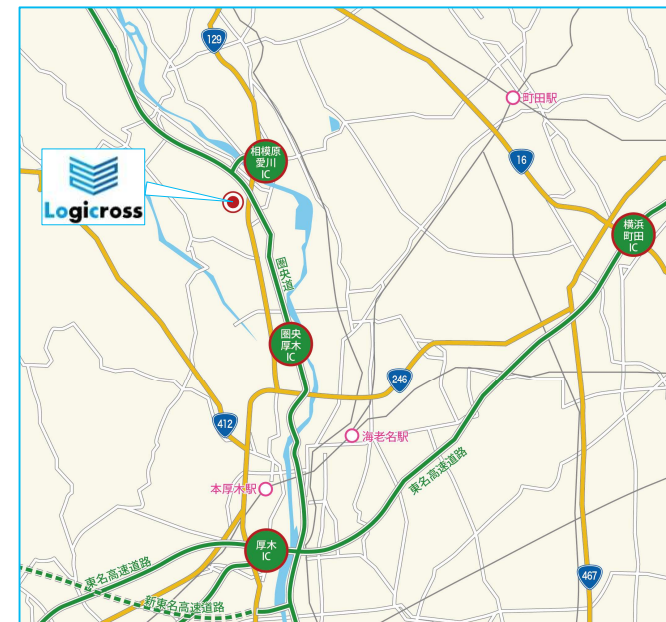 129
町田駅
相模原
愛川
IC
16
Logicross
横浜
町田
IC
圏央道
圏央
厚木
IC
246
412
海老名駅
東名高速道路
本厚木駅
厚木
IC
東名高速道路
467
新東名高速道路